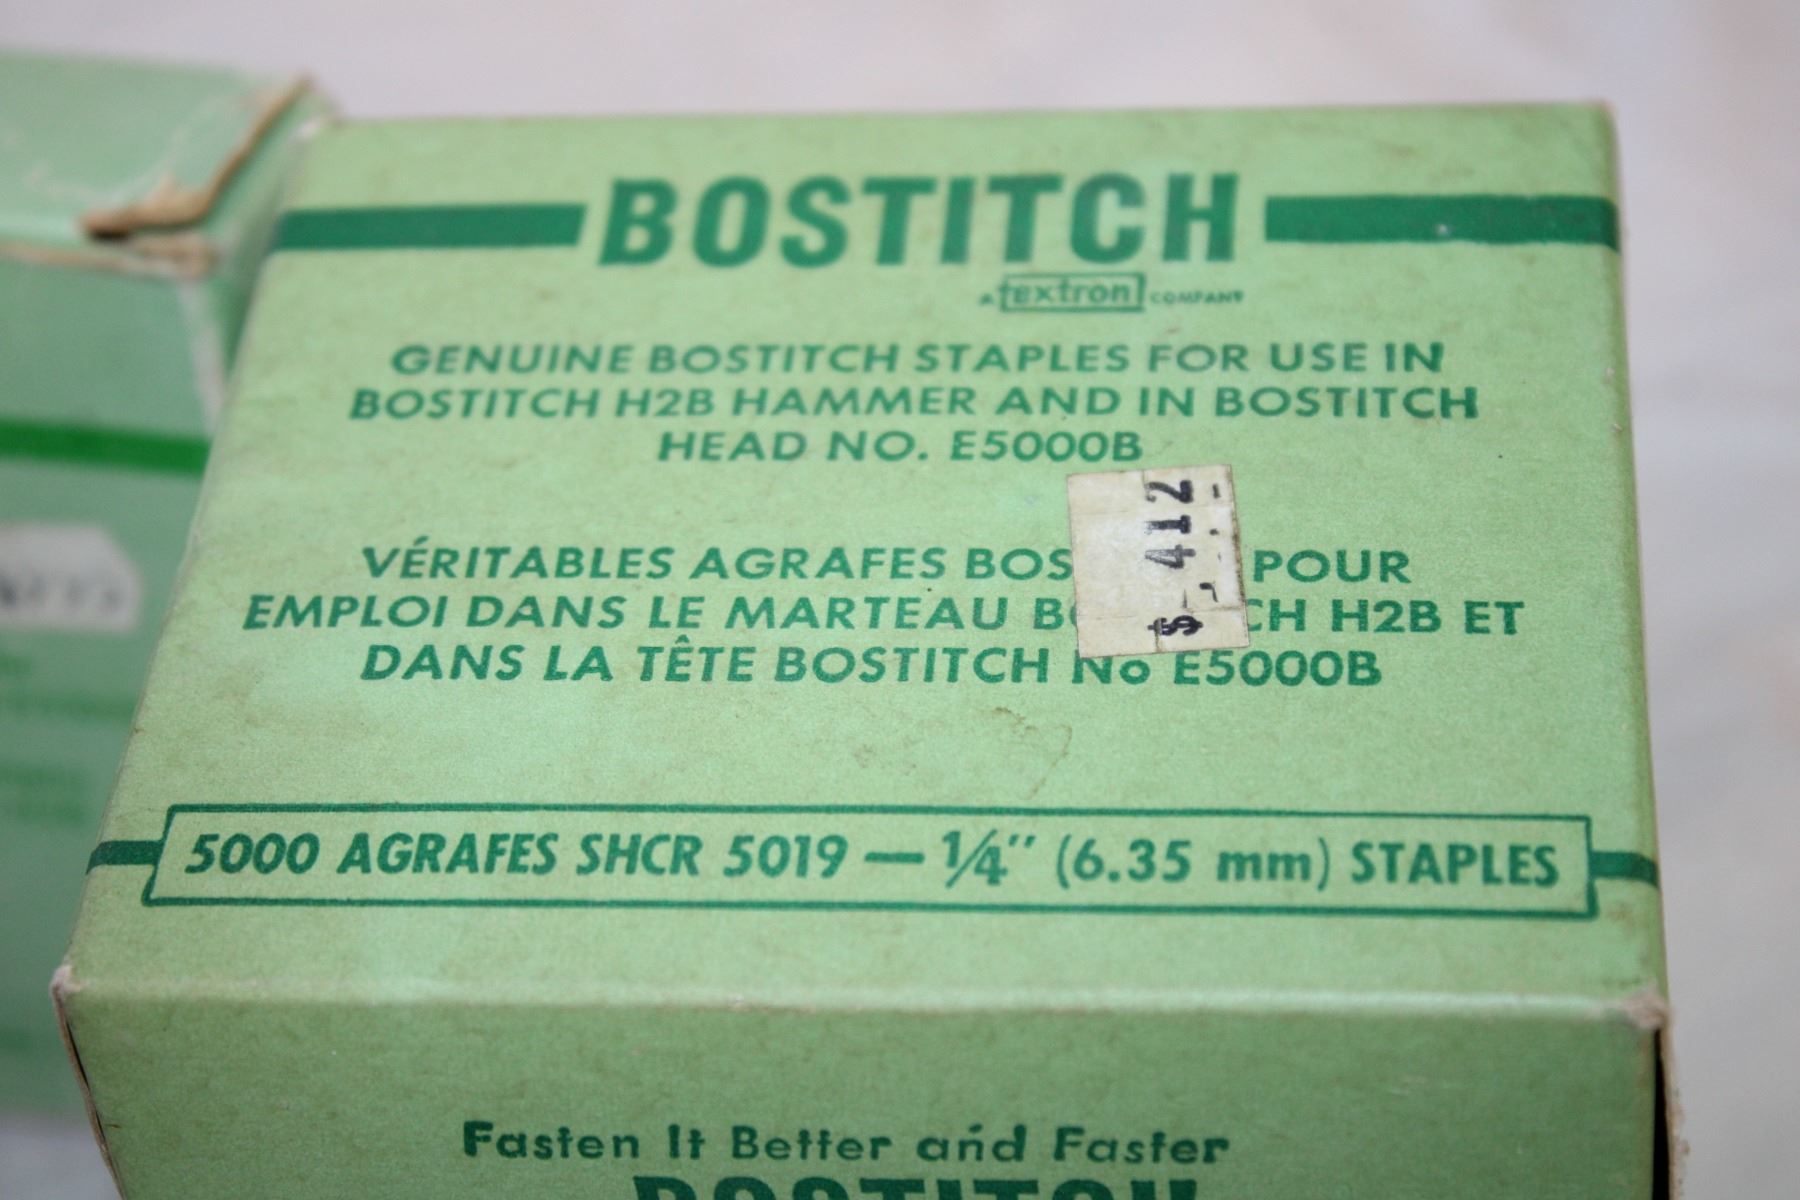 BOSTITCH
A textron COMPANY
GENUINE BOSTITCH STAPLES FOR USE IN
BOSTITCH H2B HAMMER AND IN BOSTITCH
HEAD NO. E5000B
$ 412
VÉRITABLES AGRAFES BOS POUR
EMPLOI DANS LE MARTEAU BO CH H2B ET
DANS LA TÊTE BOSTITCH No E5000B
5000 AGRAFES SHCR 5019 — 1/4" (6.35 mm) STAPLES
Fasten It Better and Faster
BOSTITCH